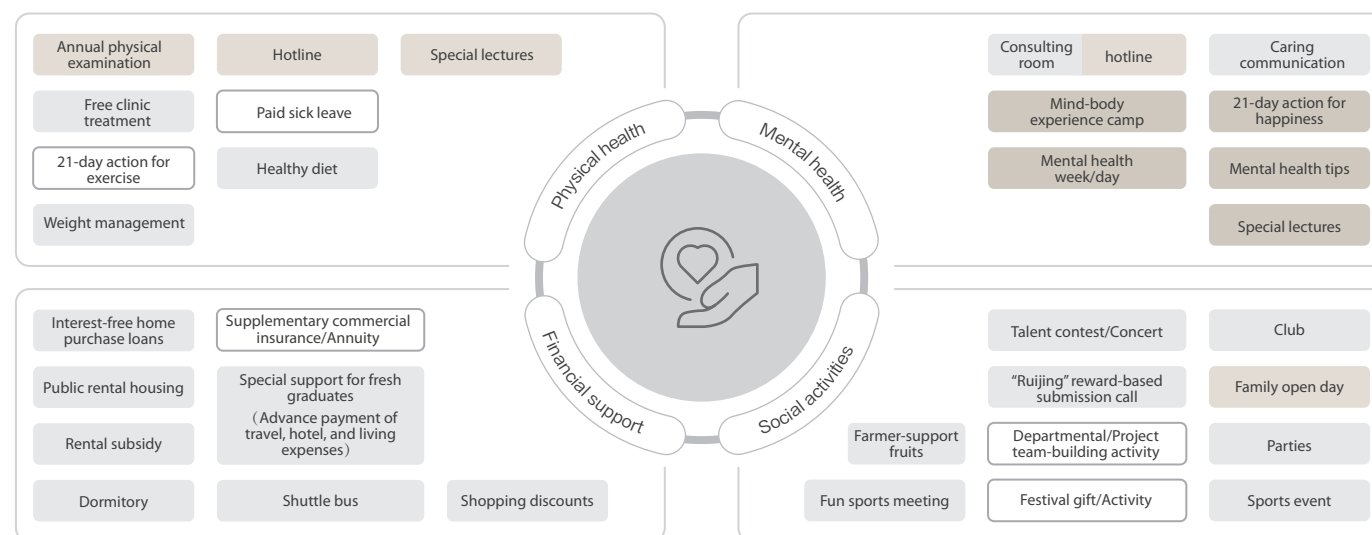 Annual physical
examination
Hotline
Special lectures
Free clinic
treatment
Paid sick leave
21-day action for
exercise
Healthy diet
Weight management
Physical health
Mental health
Consulting
room
hotline
Caring
communication
Mind-body
experience camp
21-day action for
happiness
Mental health
week/day
Mental health tips
Special lectures
Interest-free home
purchase loans
Supplementary commercial
insurance/Annuity
Public rental housing
Special support for fresh
graduates
（Advance payment of
travel, hotel, and living
expenses）
Rental subsidy
Dormitory
Shuttle bus
Shopping discounts
Financial support
Social activities
Talent contest/Concert
Club
“Ruijing” reward-based
submission call
Family open day
Farmer-support
fruits
Departmental/Project
team-building activity
Parties
Fun sports meeting
Festival gift/Activity
Sports event